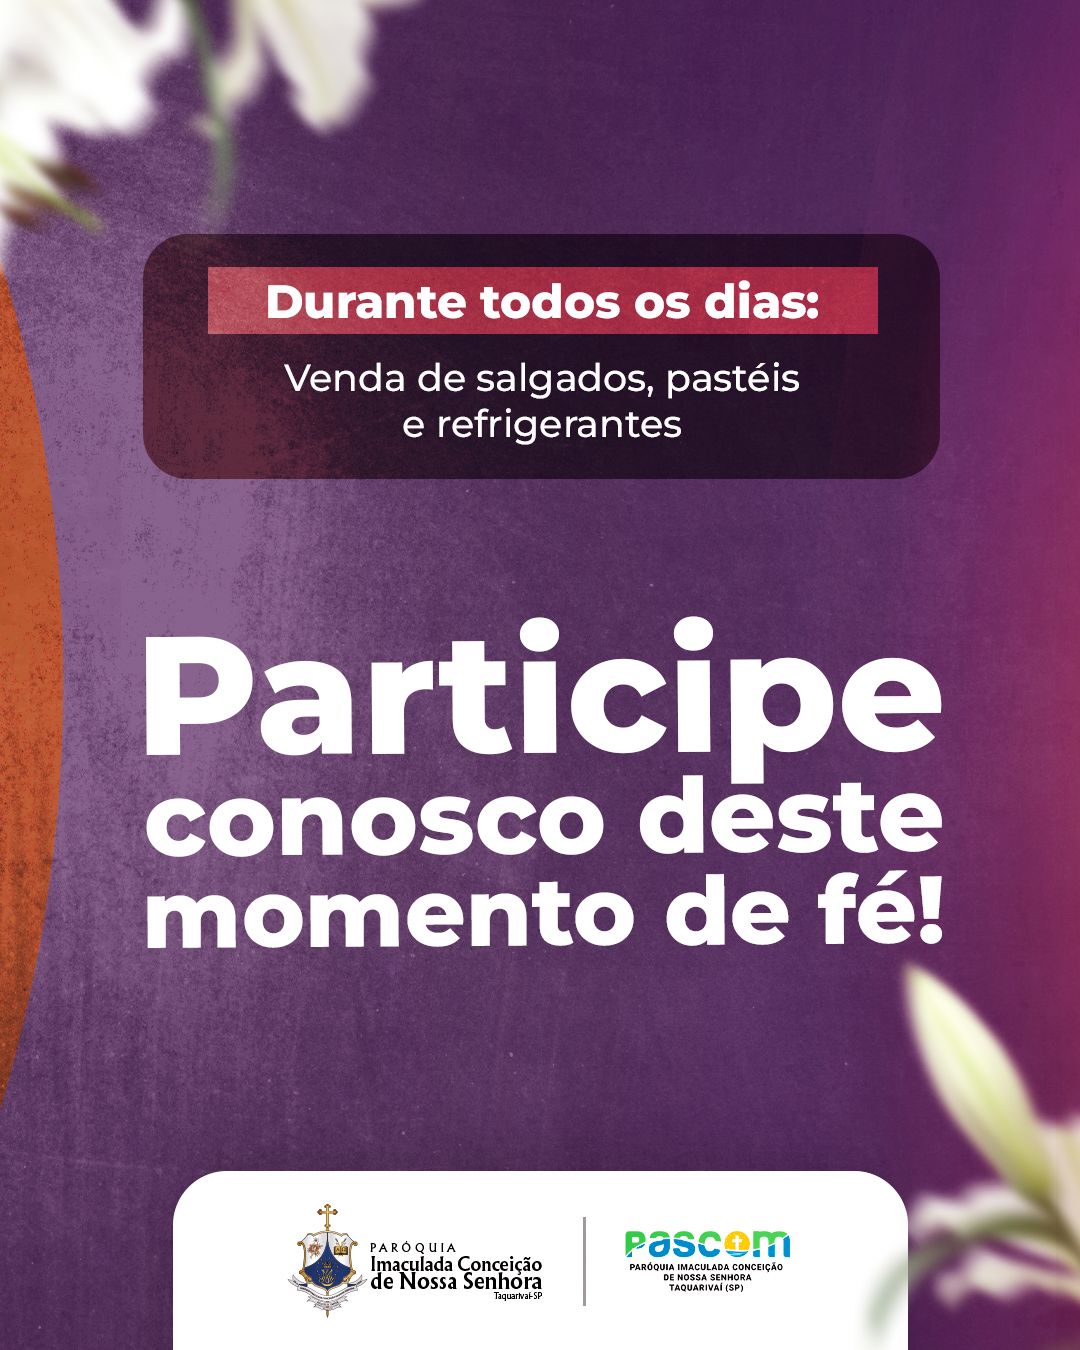 Durante todos os dias:
Venda de salgados, pastéis
e refrigerantes
Participe
conosco deste
momento de fé!
PARÓQUIA
Imaculada Conceição
de Nossa Senhora
Taquarivaí-SP
Pascom
PARÓQUIA IMACULADA CONCEIÇÃO
DE NOSSA SENHORA
TAQUARIVAÍ (SP)